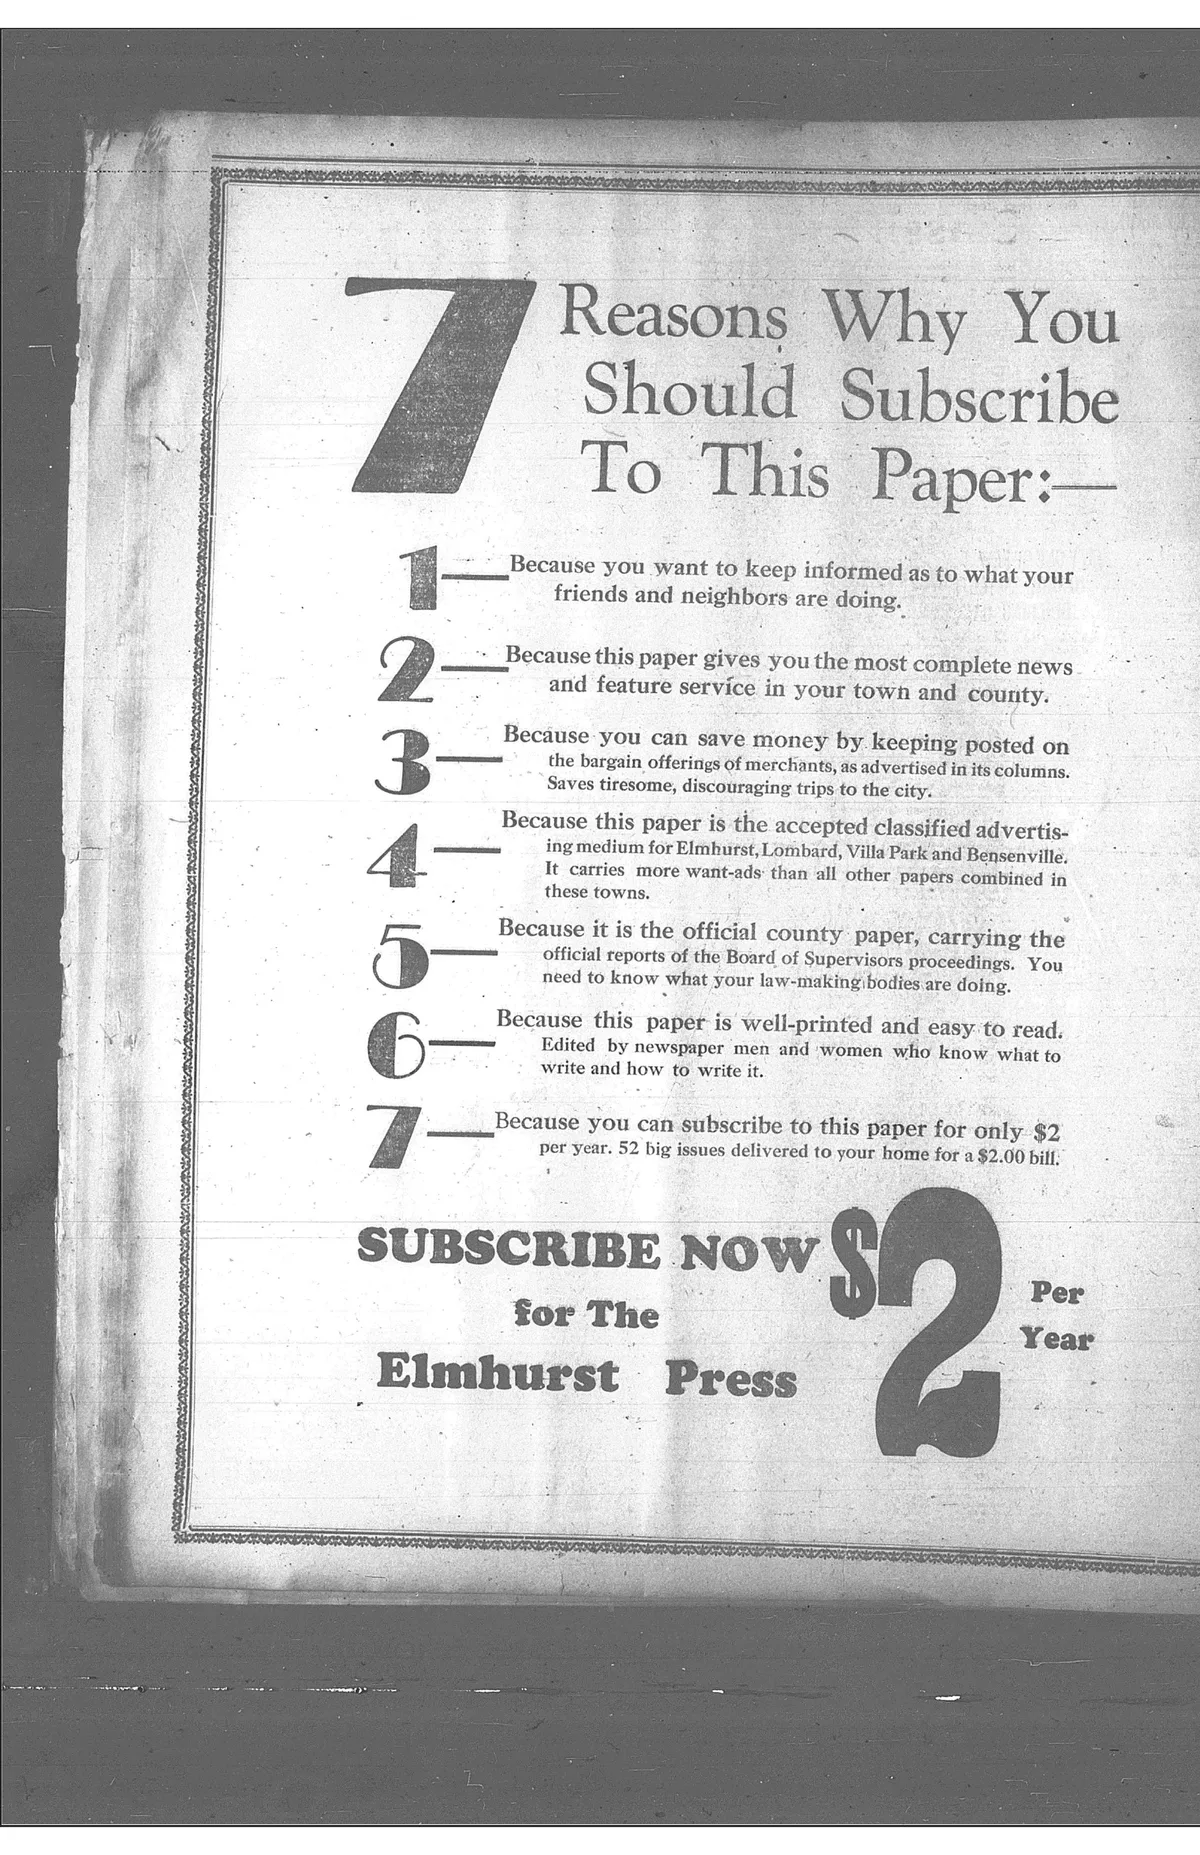 7 Reasons Why You
Should Subscribe
To This Paper:—
1—Because you want to keep informed as to what your
friends and neighbors are doing.
2—Because this paper gives you the most complete news
and feature service in your town and county.
3—Because you can save money by keeping posted on
the bargain offerings of merchants, as advertised in its columns.
Saves tiresome, discouraging trips to the city.
4—Because this paper is the accepted classified advertis-
ing medium for Elmhurst, Lombard, Villa Park and Bensenville.
It carries more want-ads than all other papers combined in
these towns.
5—Because it is the official county paper, carrying the
official reports of the Board of Supervisors proceedings. You
need to know what your law-making bodies are doing.
6—Because this paper is well-printed and easy to read.
Edited by newspaper men and women who know what to
write and how to write it.
7—Because you can subscribe to this paper for only $2
per year. 52 big issues delivered to your home for a $2.00 bill.
SUBSCRIBE NOW
for The
Elmhurst Press
$2
Per
Year